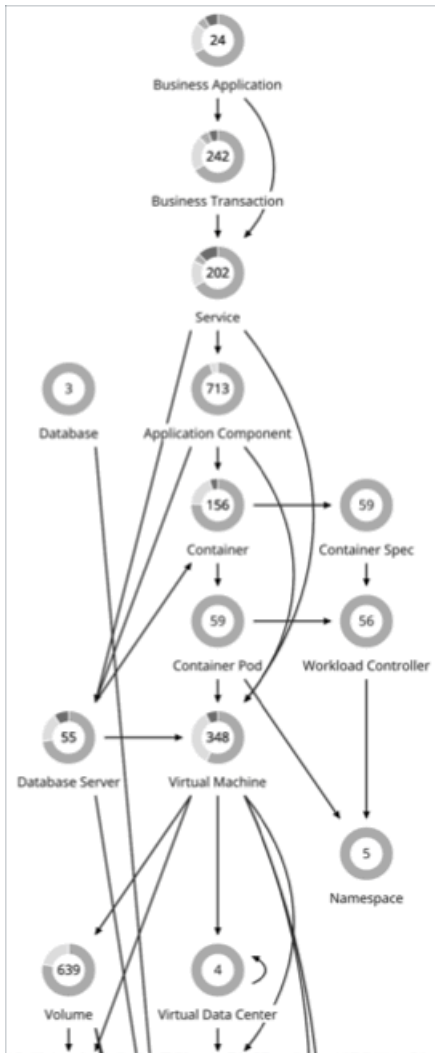 24
Business Application
242
Business Transaction
202
Service
3
713
Database
Application Component
156
59
Container
Container Spec
59
56
Container Pod
Workload Controller
55
348
Database Server
Virtual Machine
5
Namespace
639
4
Volume
Virtual Data Center